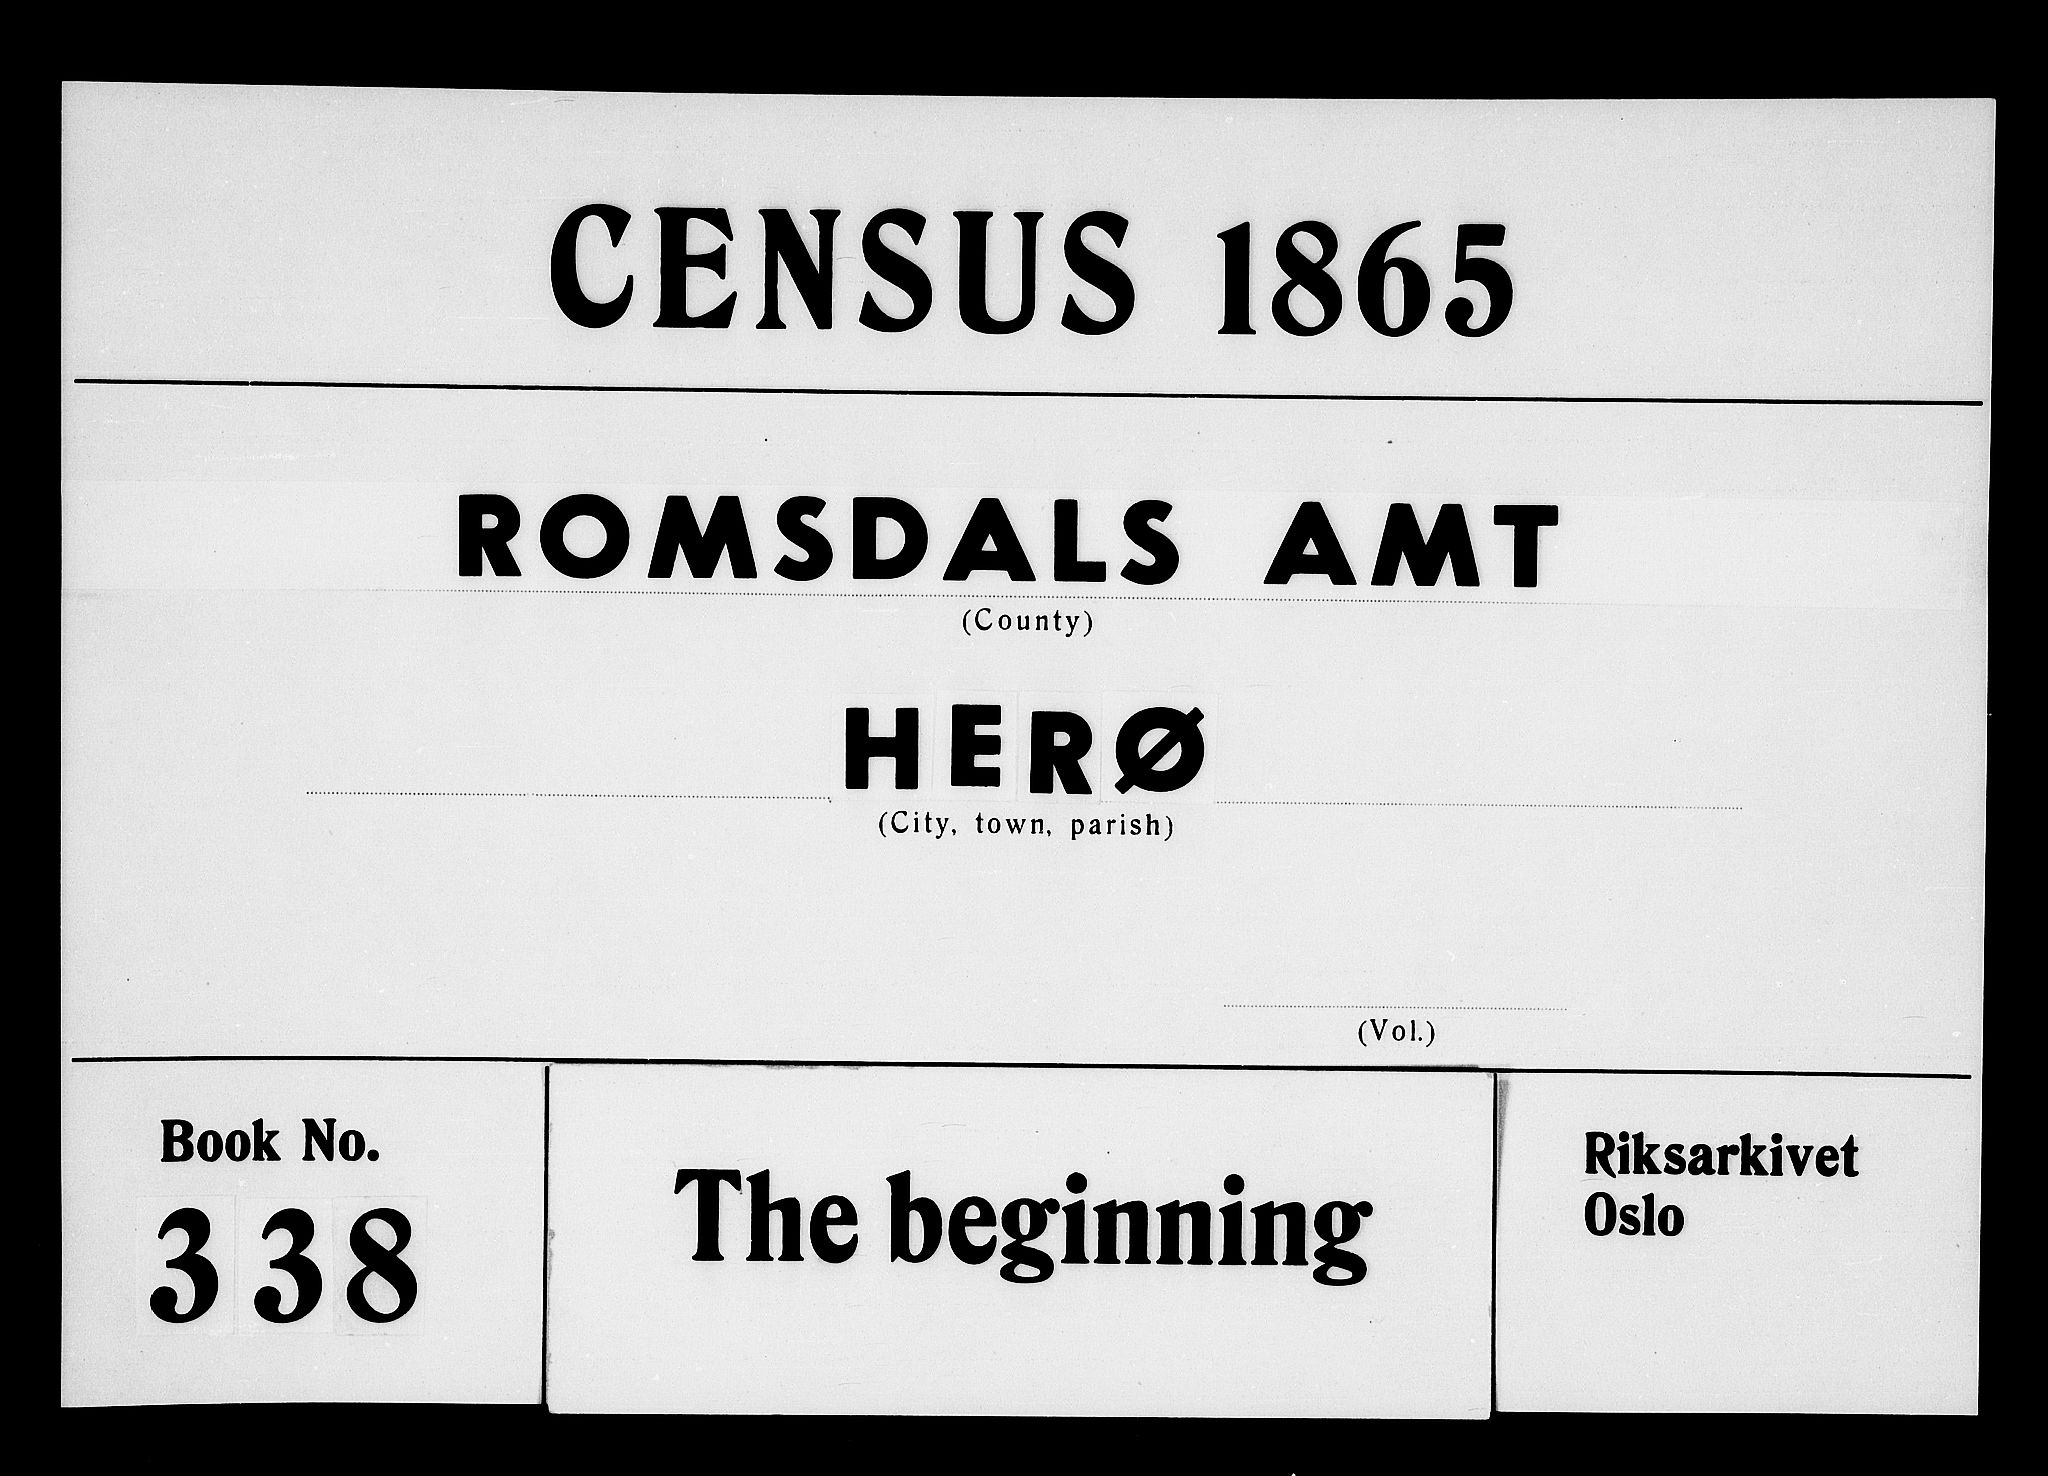 CENSUS 1865
ROMSDALS AMT
(County)
HERØ
(City, town, parish)
(Vol.)
Book No.
338
The beginning
Riksarkivet
Oslo